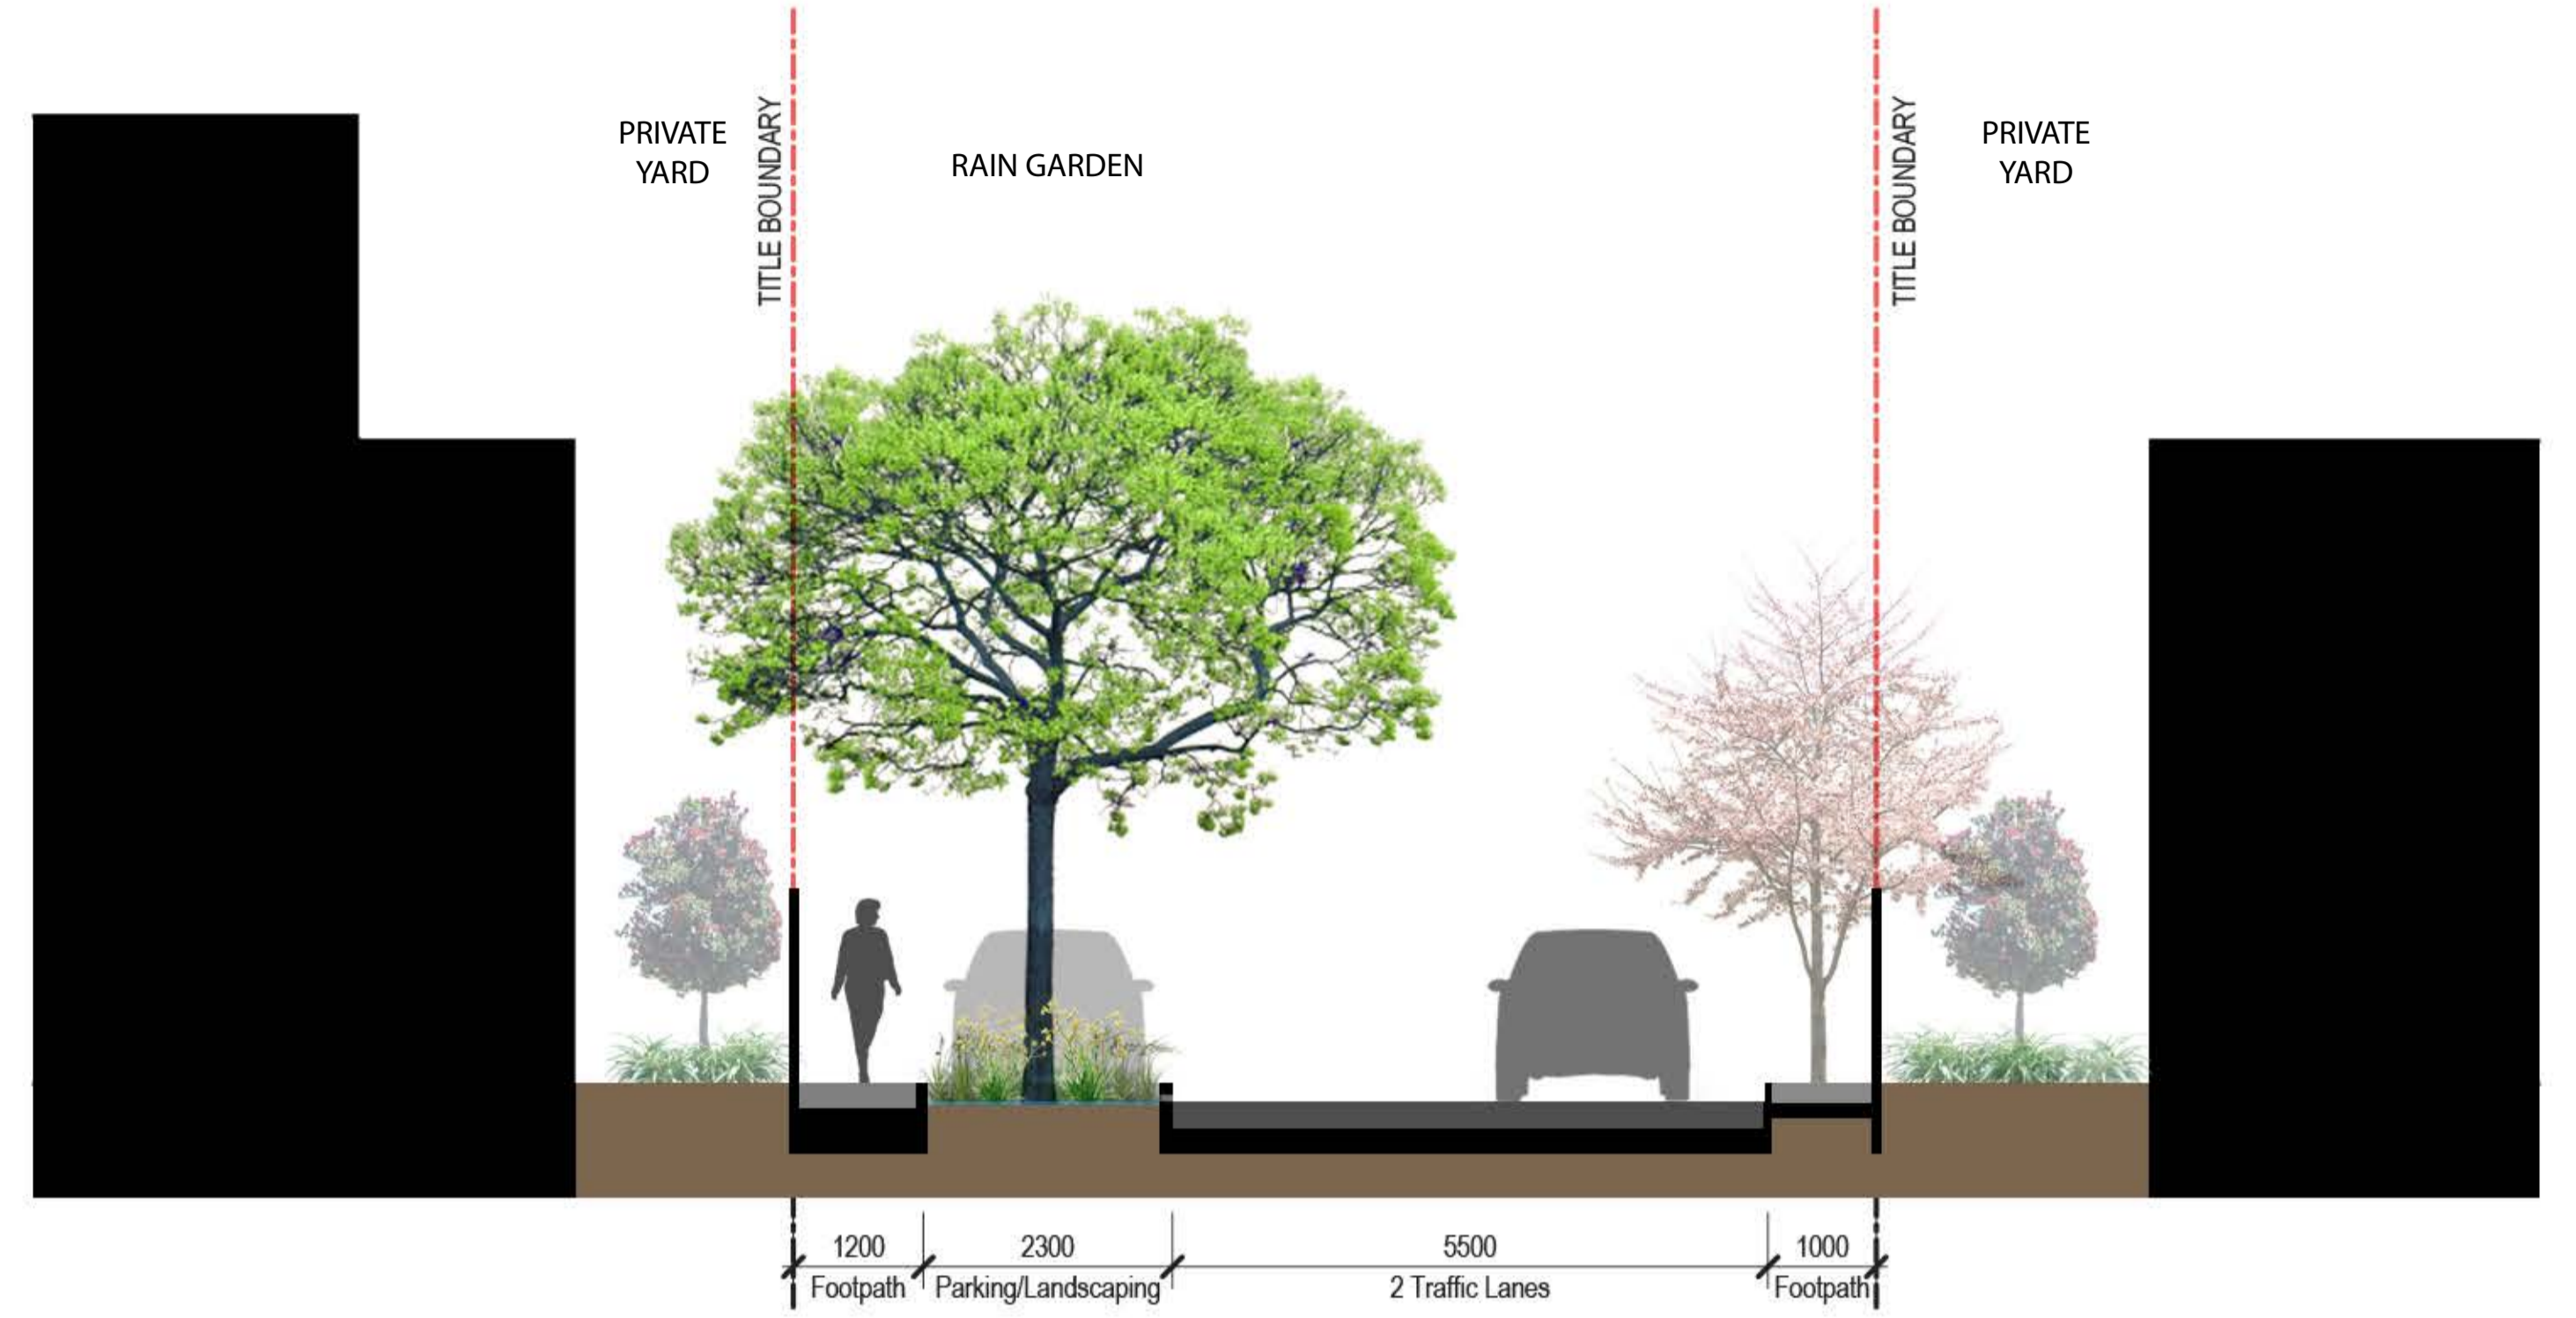 PRIVATE
YARD
TITLE BOUNDARY
RAIN GARDEN
TITLE BOUNDARY
PRIVATE
YARD
1200
2300
5500
1000
Footpath
Parking/Landscaping
2 Traffic Lanes
Footpath